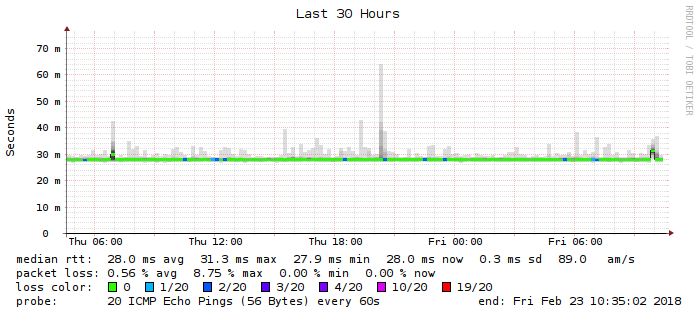 Last 30 Hours
RRDTOOL / TOBI OETIKER
Seconds
70 m
60 m
50 m
40 m
30 m
20 m
10 m
0
Thu 06:00 Thu 12:00 Thu 18:00 Fri 00:00 Fri 06:00
median rtt: 28.0 ms avg 31.3 ms max 27.9 ms min 28.0 ms now 0.3 ms sd 89.0 am/s
packet loss: 0.56 % avg 8.75 % max 0.00 % min 0.00 % now
loss color: 0 1/20 2/20 3/20 4/20 10/20 19/20
probe: 20 ICMP Echo Pings (56 Bytes) every 60s end: Fri Feb 23 10:35:02 2018